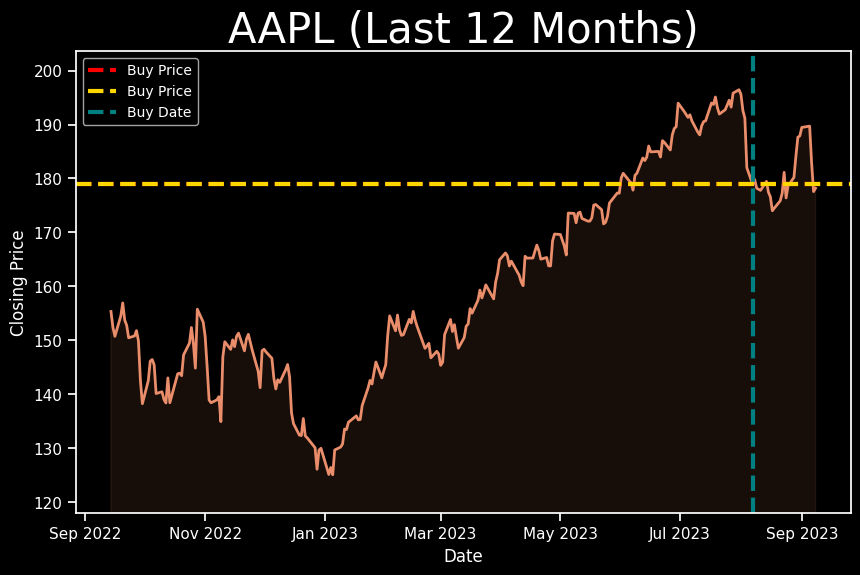 AAPL (Last 12 Months)
Buy Price
Buy Price
Buy Date
Closing Price
200
190
180
170
160
150
140
130
120
Sep 2022 Nov 2022 Jan 2023 Mar 2023 May 2023 Jul 2023 Sep 2023
Date